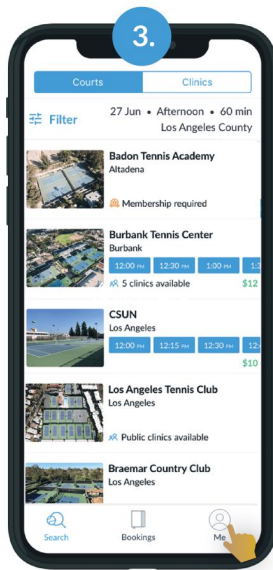 3.
Courts Clinics
Filter
27 Jun • Afternoon • 60 min
Los Angeles County
Badon Tennis Academy
Altadena
Membership required
Burbank Tennis Center
Burbank
12:00 PM 12:30 PM 1:00 PM 1:3
5 clinics available $12
CSUN
Los Angeles
12:00 PM 12:15 PM 12:30 PM 12:
$10
Los Angeles Tennis Club
Los Angeles
Public clinics available
Braemar Country Club
Los Angeles
Search Bookings Me